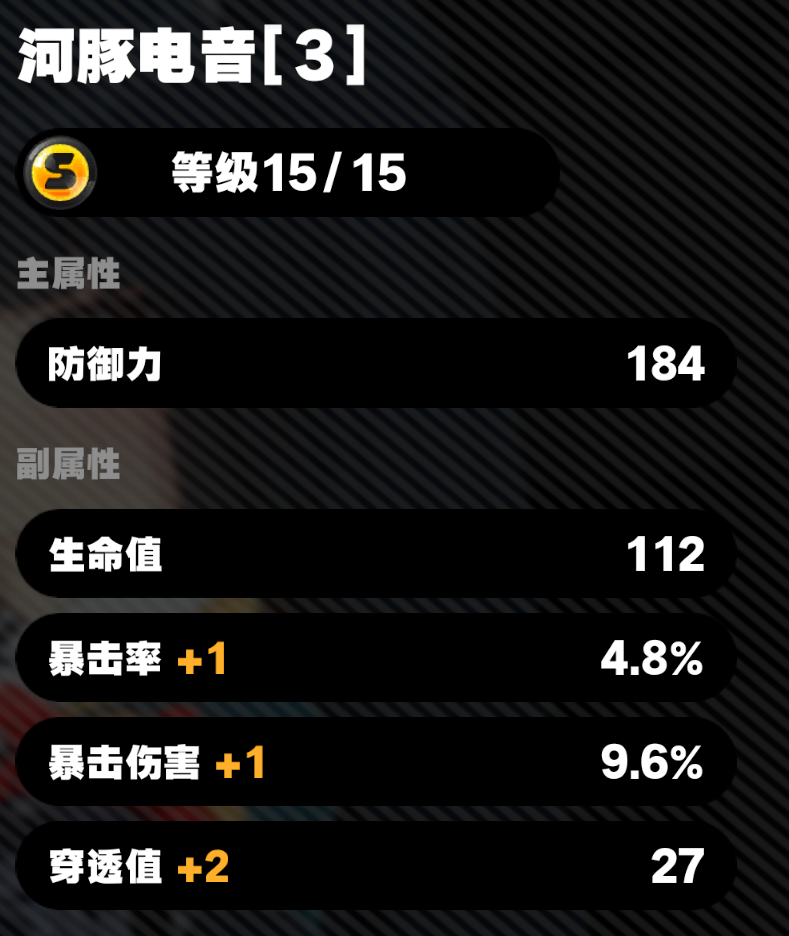 河豚电音[3]
S 等级15/15
主属性
防御力 184
副属性
生命值 112
暴击率 +1 4.8%
暴击伤害 +1 9.6%
穿透值 +2 27